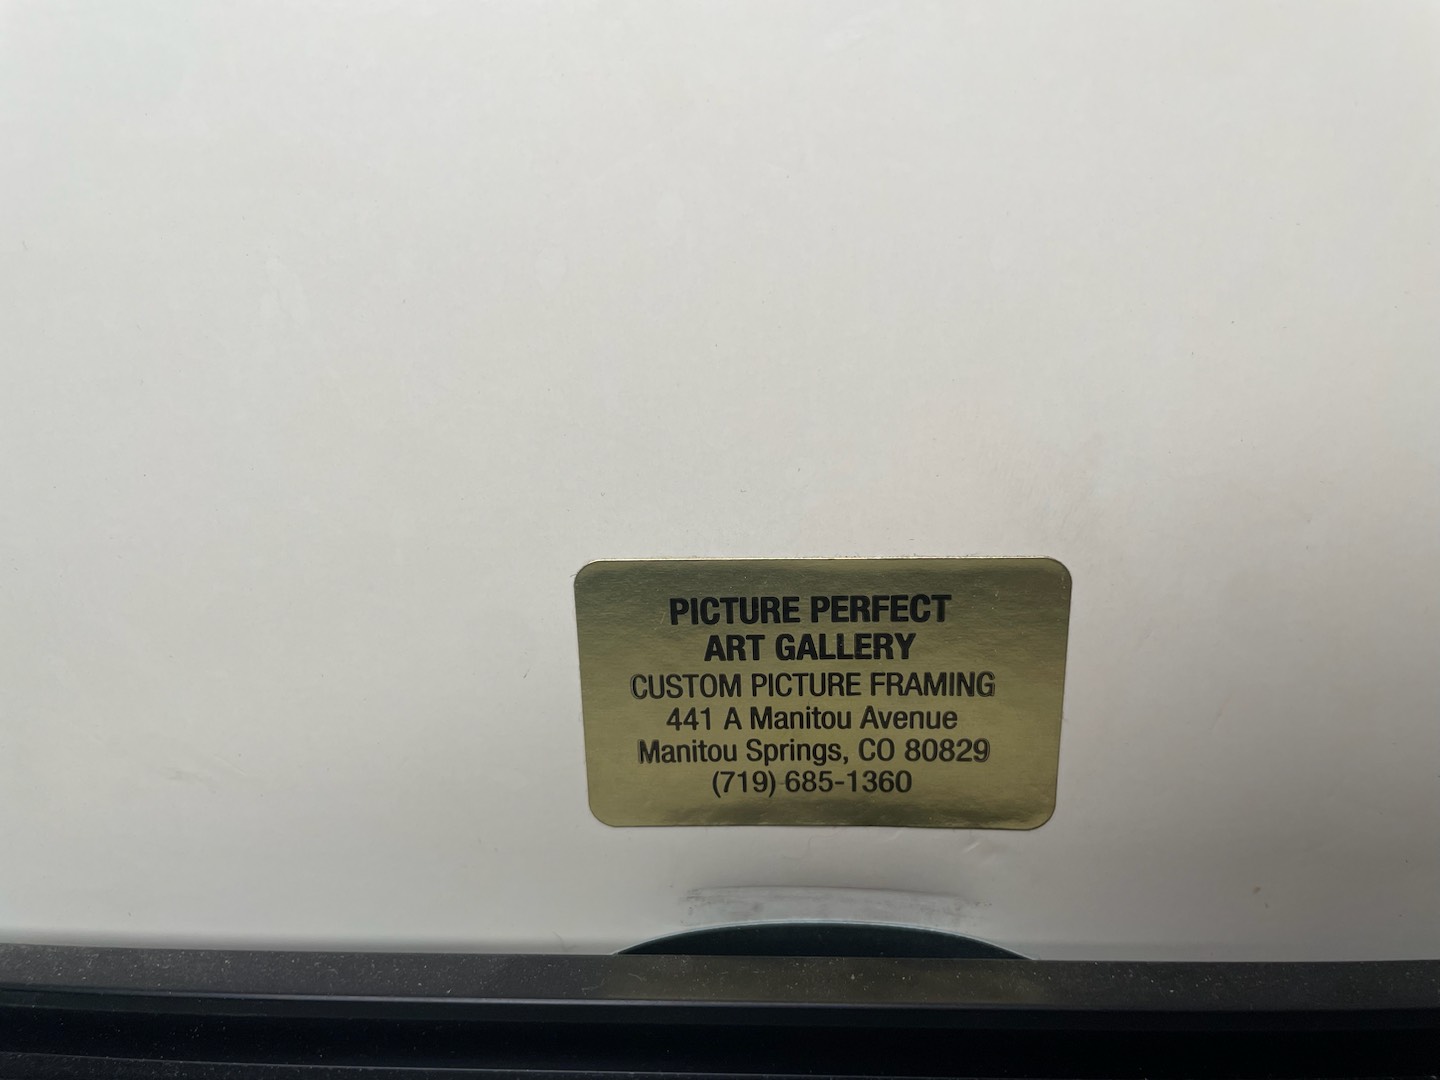 PICTURE PERFECT
ART GALLERY
CUSTOM PICTURE FRAMING
441 A Manitou Avenue
Manitou Springs, CO 80829
(719) 685-1360